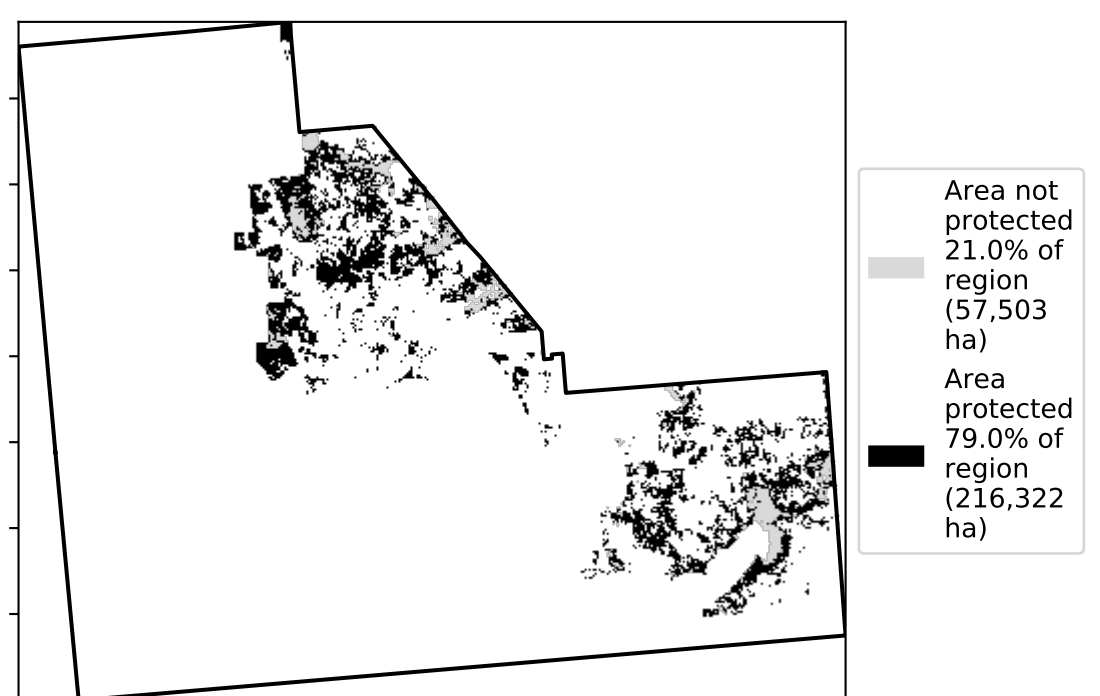 Area not
protected
21.0% of
region
(57,503
ha)
Area
protected
79.0% of
region
(216,322
ha)